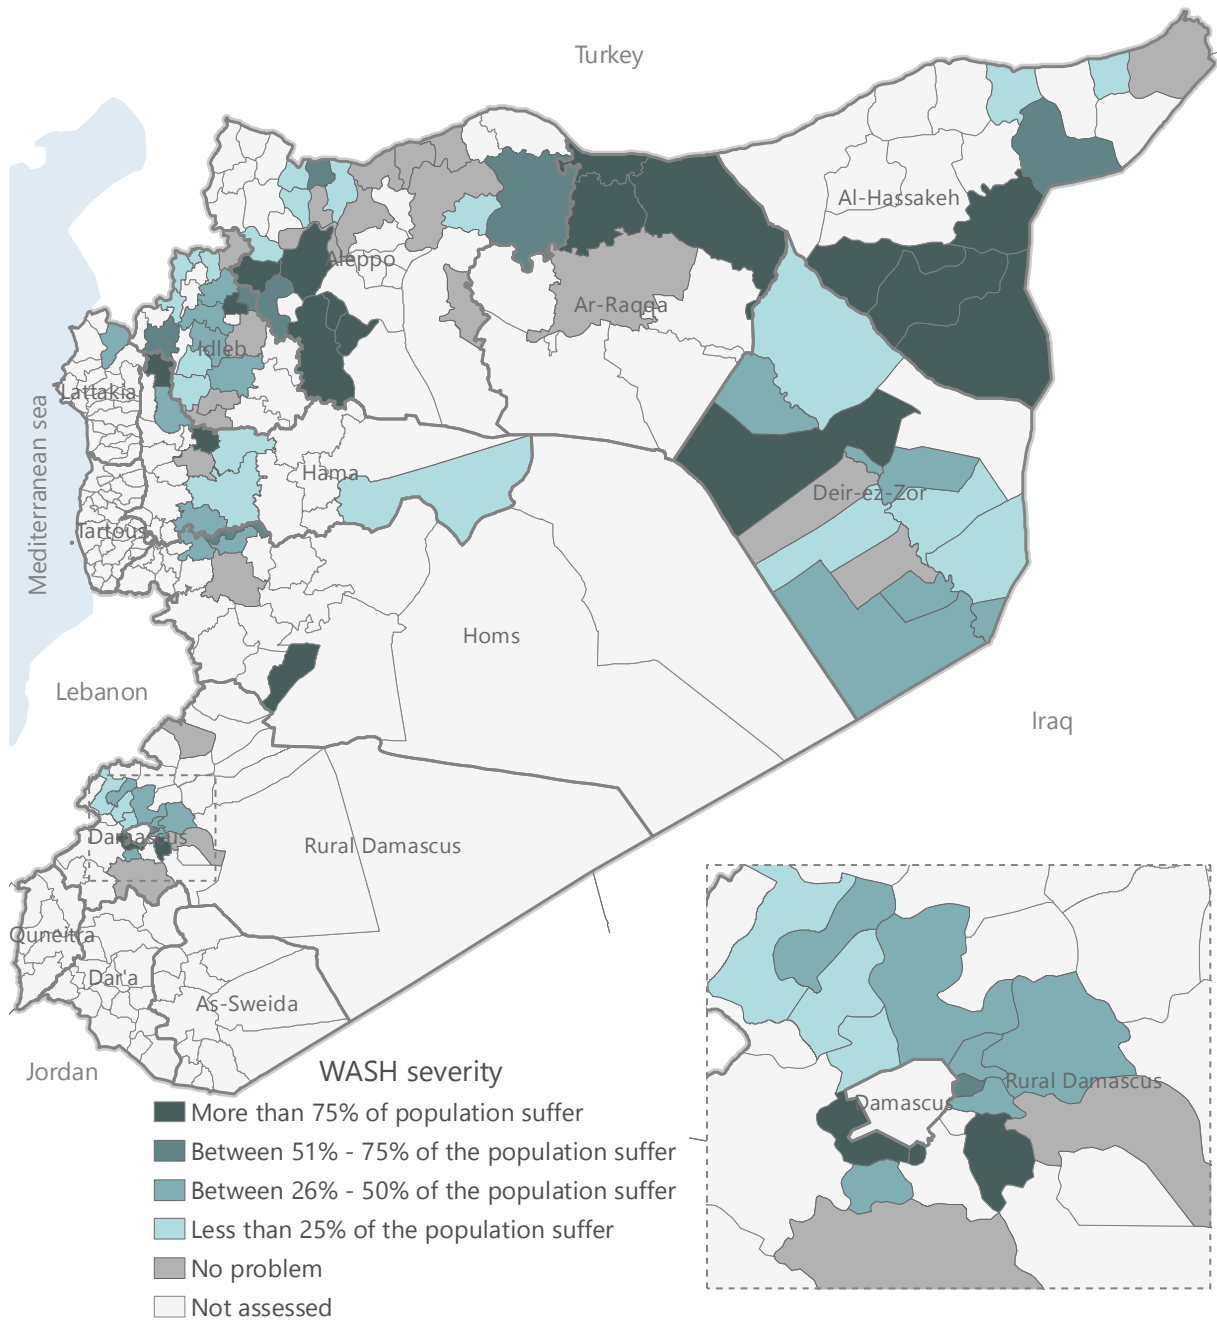 Turkey
Al-Hassakeh
Aleppo
Ar-Raqqa
Idleb
Lattakia
Mediterranean sea
Hama
Deir-ez-Zor
Tartous
Homs
Lebanon
Iraq
Damascus
Rural Damascus
Quneitra
Dar'a
As-Sweida
Jordan
WASH severity
More than 75% of population suffer
Between 51% - 75% of the population suffer
Between 26% - 50% of the population suffer
Less than 25% of the population suffer
No problem
Not assessed
Rural Damascus
Damascus